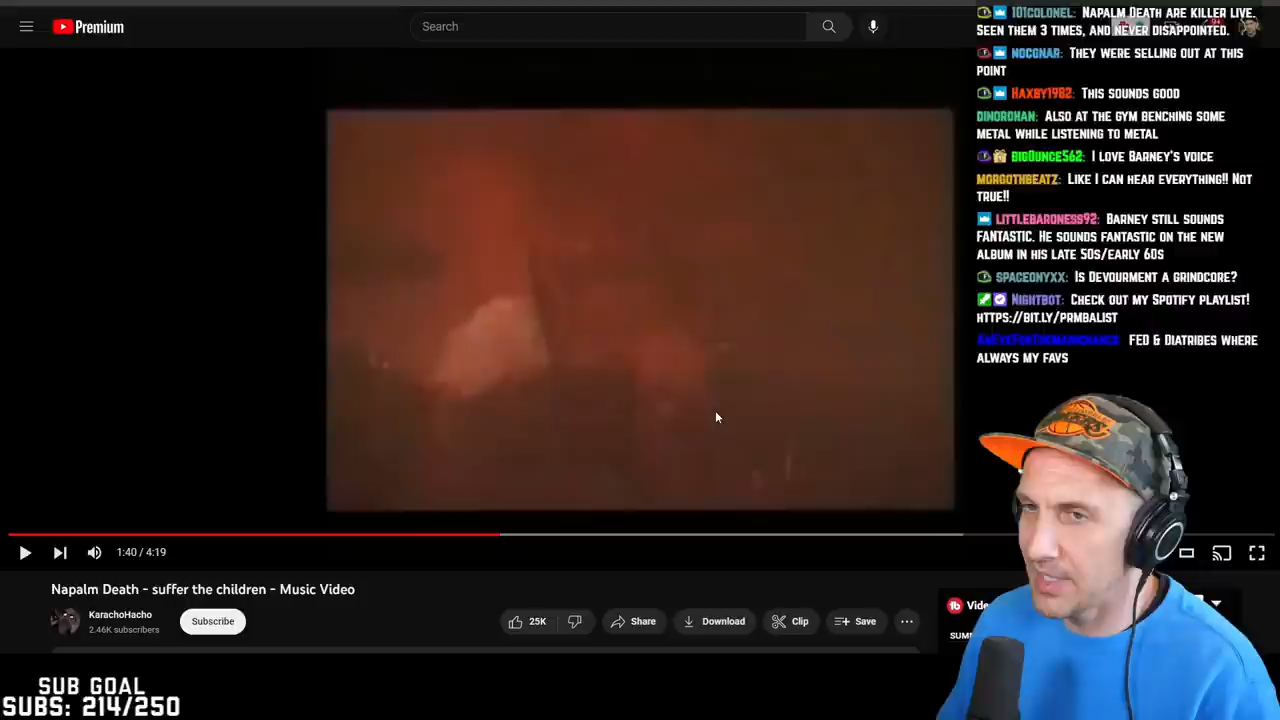 Premium
Search
101COLONEL: NAPALM DEATH ARE KILLER LIVE.
SEEN THEM 3 TIMES, AND NEVER DISAPPOINTED.
NOCGNAR: THEY WERE SELLING OUT AT THIS
POINT
HAXBY1982: THIS SOUNDS GOOD
DINOROHAN: ALSO AT THE GYM BENCHING SOME
METAL WHILE LISTENING TO METAL
BIGOUNCE562: I LOVE BARNEY'S VOICE
MORGOTHBEATZ: LIKE I CAN HEAR EVERYTHING!! NOT
TRUE!!
LITTLEBARONESS92: BARNEY STILL SOUNDS
FANTASTIC. HE SOUNDS FANTASTIC ON THE NEW
ALBUM IN HIS LATE 50S/EARLY 60S
SPACEONYXX: IS DEVOURMENT A GRINDCORE?
NIGHTBOT: CHECK OUT MY SPOTIFY PLAYLIST!
HTTPS://BIT.LY/PRMBALIST
FED & DIATRIBES WHERE
ALWAYS MY FAVS
1:40 / 4:19
Napalm Death - suffer the children - Music Video
KarachoHacho
2.46K subscribers
Subscribe
25K
Share
Download
Clip
Save
tb Vide
SUM
SUB GOAL
SUBS: 214/250